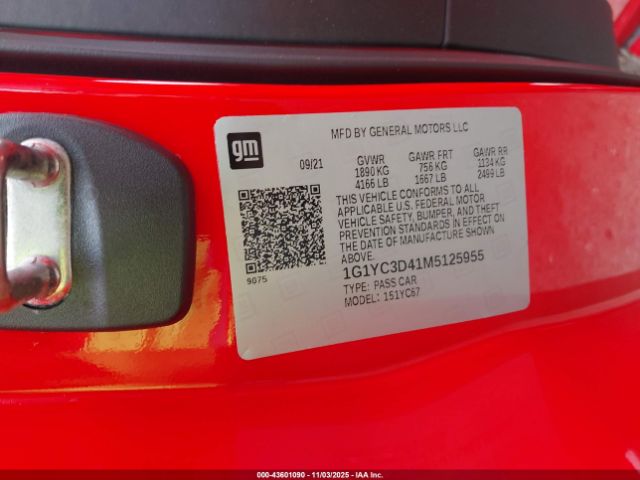 gm
MFD BY GENERAL MOTORS LLC
09/21 GVWR GAWR FRT GAWR RR
1890 KG 756 KG 1134 KG
4166 LB 1667 LB 2499 LB
THIS VEHICLE CONFORMS TO ALL
APPLICABLE U.S. FEDERAL MOTOR
VEHICLE SAFETY, BUMPER, AND THEFT
PREVENTION STANDARDS IN EFFECT ON
THE DATE OF MANUFACTURE SHOWN
ABOVE.
9075
1G1YC3D41M5125955
TYPE: PASS CAR
MODEL: 151YC67
000-43601090 - 11/03/2025 - IAA Inc.